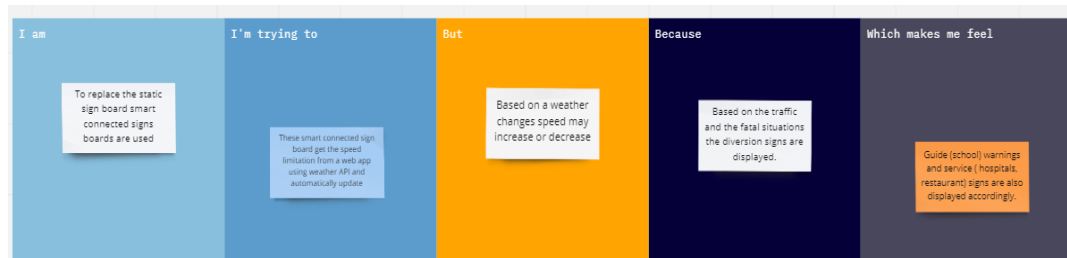 I am
To replace the static
sign board smart
connected signs
boards are used
I'm trying to
These smart connected sign
board get the speed
limitation from a web app
using weather API and
automatically update
But
Based on a weather
changes speed may
increase or decrease
Because
Based on the traffic
and the fatal situations
the diversion signs are
displayed.
Which makes me feel
Guide (school) warnings
and service ( hospitals,
restaurant) signs are also
displayed accordingly.